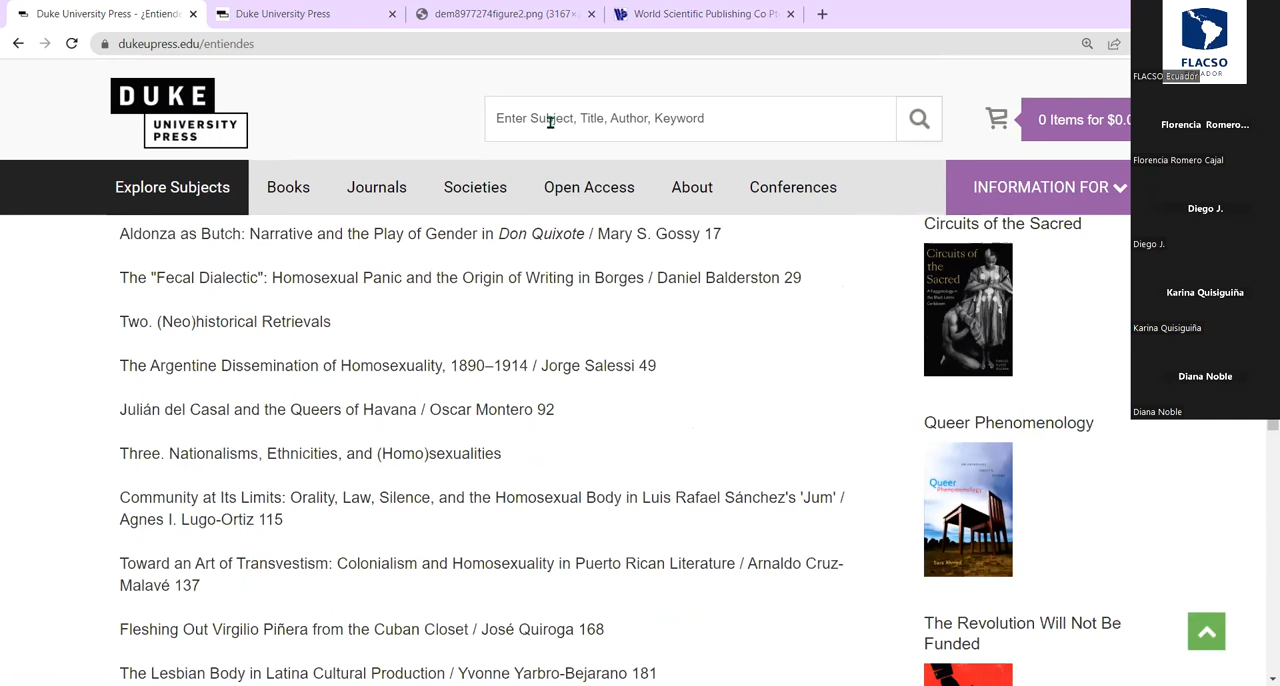 Duke University Press - ¿Entiende
Duke University Press
dem8977274figure2.png (3167×
World Scientific Publishing Co Pt
dukeupress.edu/entiendes
DUKE
UNIVERSITY
PRESS
Enter Subject, Title, Author, Keyword
0 Items for $0.0
Explore Subjects
Books
Journals
Societies
Open Access
About
Conferences
INFORMATION FOR
Aldonza as Butch: Narrative and the Play of Gender in Don Quixote / Mary S. Gossy 17
The "Fecal Dialectic": Homosexual Panic and the Origin of Writing in Borges / Daniel Balderston 29
Two. (Neo)historical Retrievals
The Argentine Dissemination of Homosexuality, 1890–1914 / Jorge Salessi 49
Julián del Casal and the Queers of Havana / Oscar Montero 92
Three. Nationalisms, Ethnicities, and (Homo)sexualities
Community at Its Limits: Orality, Law, Silence, and the Homosexual Body in Luis Rafael Sánchez's 'Jum' /
Agnes I. Lugo-Ortiz 115
Toward an Art of Transvestism: Colonialism and Homosexuality in Puerto Rican Literature / Arnaldo Cruz-
Malavé 137
Fleshing Out Virgilio Piñera from the Cuban Closet / José Quiroga 168
The Lesbian Body in Latina Cultural Production / Yvonne Yarbro-Bejarano 181
Circuits of the Sacred
Circuits of
the
Sacred
Queer Phenomenology
Queer
Phenomenology
Sara Ahmed
The Revolution Will Not Be
Funded
FLACSO
ADOR
FLACSO Ecuador
Florencia Romero...
Florencia Romero Cajal
Diego J.
Diego J.
Karina Quisiguiña
Karina Quisiguiña
Diana Noble
Diana Noble